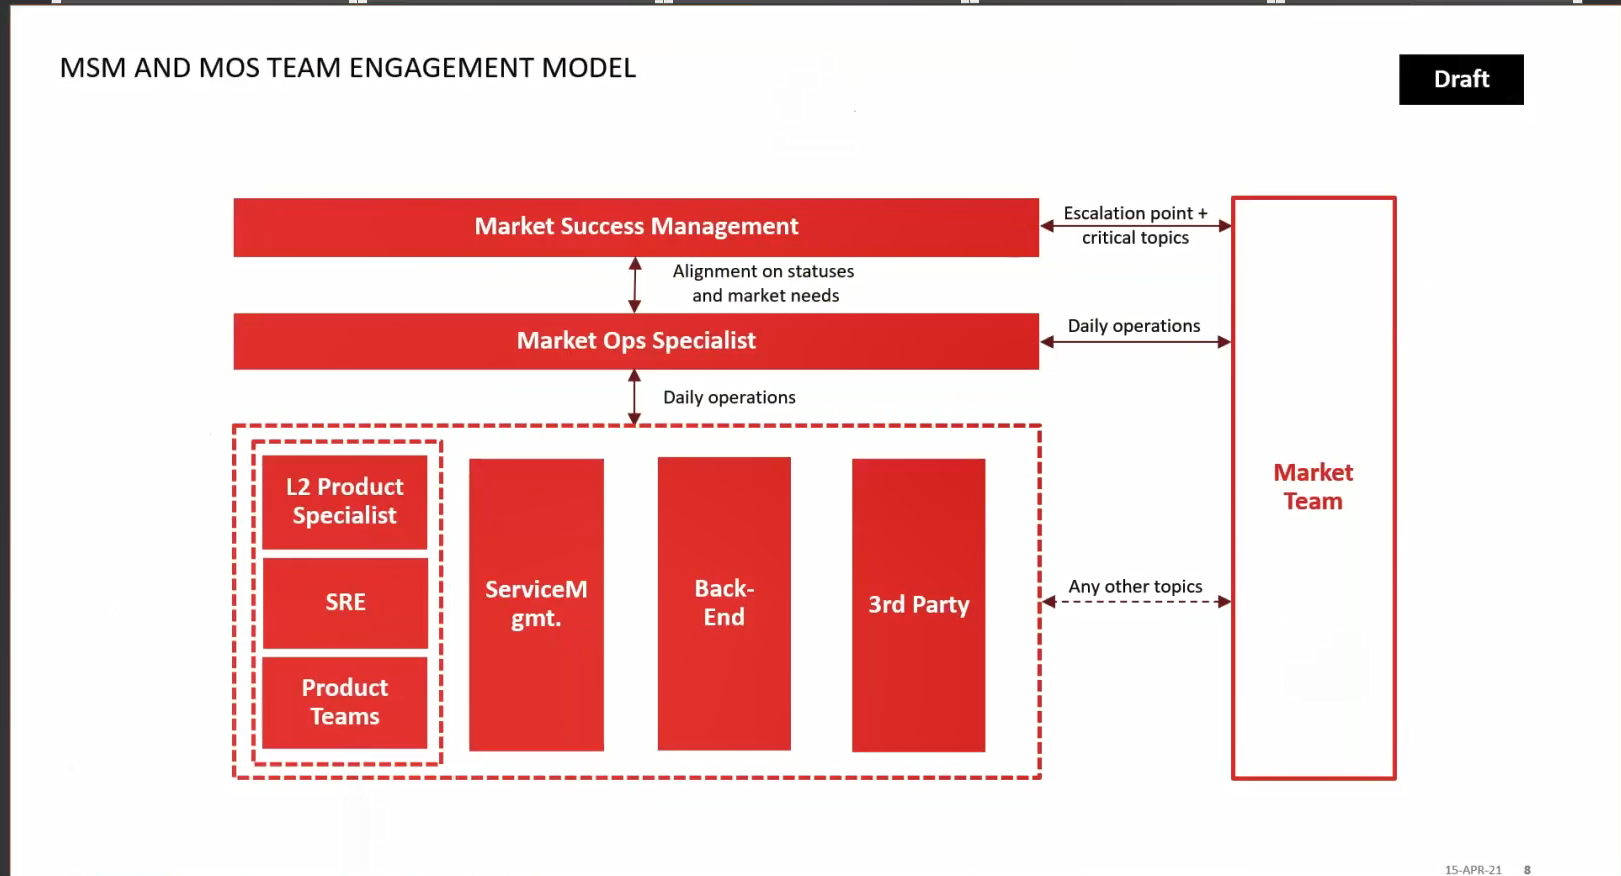 MSM AND MOS TEAM ENGAGEMENT MODEL
Draft
Market Success Management
Escalation point +
critical topics
Alignment on statuses
and market needs
Market Ops Specialist
Daily operations
Daily operations
L2 Product
Specialist
SRE
Product
Teams
ServiceM
gmt.
Back-
End
3rd Party
Any other topics
Market
Team
15-APR-21 8